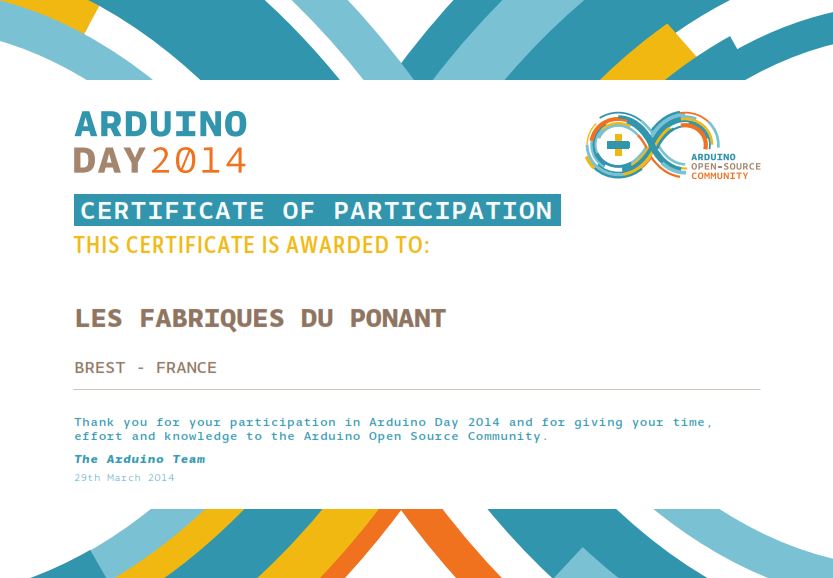 ARDUINO
DAY 2014
ARDUINO
OPEN-SOURCE
COMMUNITY
CERTIFICATE OF PARTICIPATION
THIS CERTIFICATE IS AWARDED TO:
LES FABRIQUES DU PONANT
BREST - FRANCE
Thank you for your participation in Arduino Day 2014 and for giving your time,
effort and knowledge to the Arduino Open Source Community.
The Arduino Team
29th March 2014